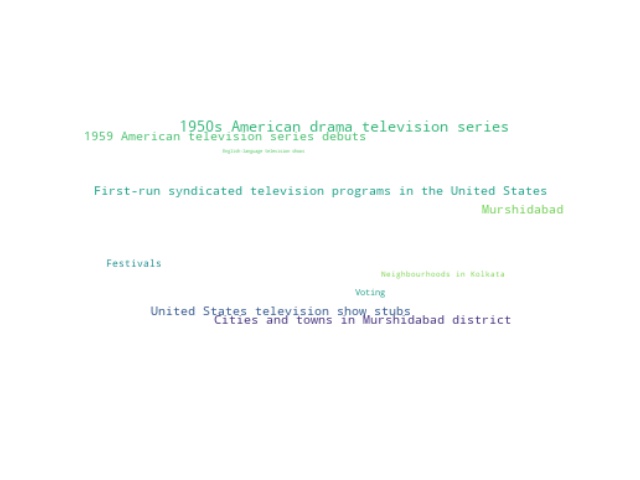 1950s American drama television series
1959 American television series debuts
English-language television shows
First-run syndicated television programs in the United States
Murshidabad
Festivals
Neighbourhoods in Kolkata
Voting
United States television show stubs
Cities and towns in Murshidabad district